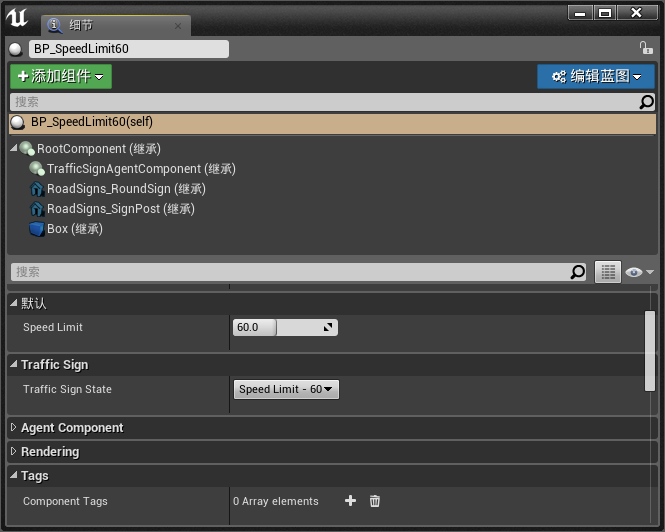 细节
BP_SpeedLimit60
添加组件
编辑蓝图
搜索
BP_SpeedLimit60(self)
RootComponent (继承)
TrafficSignAgentComponent (继承)
RoadSigns_RoundSign (继承)
RoadSigns_SignPost (继承)
Box (继承)
搜索
默认
Speed Limit 60.0
Traffic Sign
Traffic Sign State Speed Limit - 60
Agent Component
Rendering
Tags
Component Tags 0 Array elements